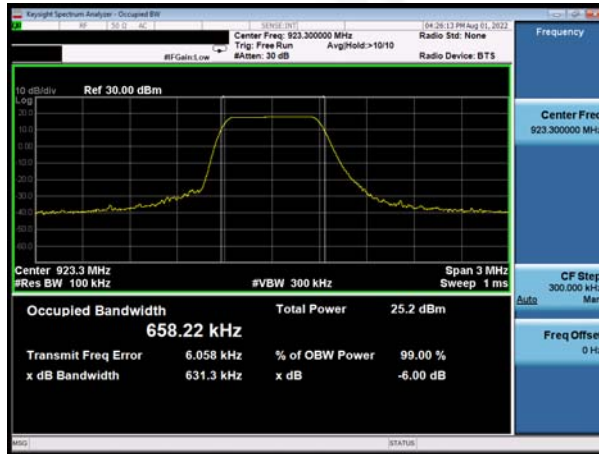 Keysight Spectrum Analyzer - Occupied BW
RF 50 Ω AC SENSE:INT 04:26:13 PM Aug 01, 2022
Center Freq: 923.300000 MHz Radio Std: None
Trig: Free Run Avg|Hold:>10/10
#IFGain:Low #Atten: 30 dB Radio Device: BTS
Frequency
10 dB/div Ref 30.00 dBm
Log
20.0
10.0
0.00
-10.0
-20.0
-30.0
-40.0
-50.0
-60.0
Center Freq
923.300000 MHz
Center 923.3 MHz Span 3 MHz
#Res BW 100 kHz #VBW 300 kHz Sweep 1 ms
CF Step
300.000 kHz
Auto Man
Occupied Bandwidth Total Power 25.2 dBm
658.22 kHz
Transmit Freq Error 6.058 kHz % of OBW Power 99.00 %
x dB Bandwidth 631.3 kHz x dB -6.00 dB
Freq Offset
0 Hz
MSG STATUS